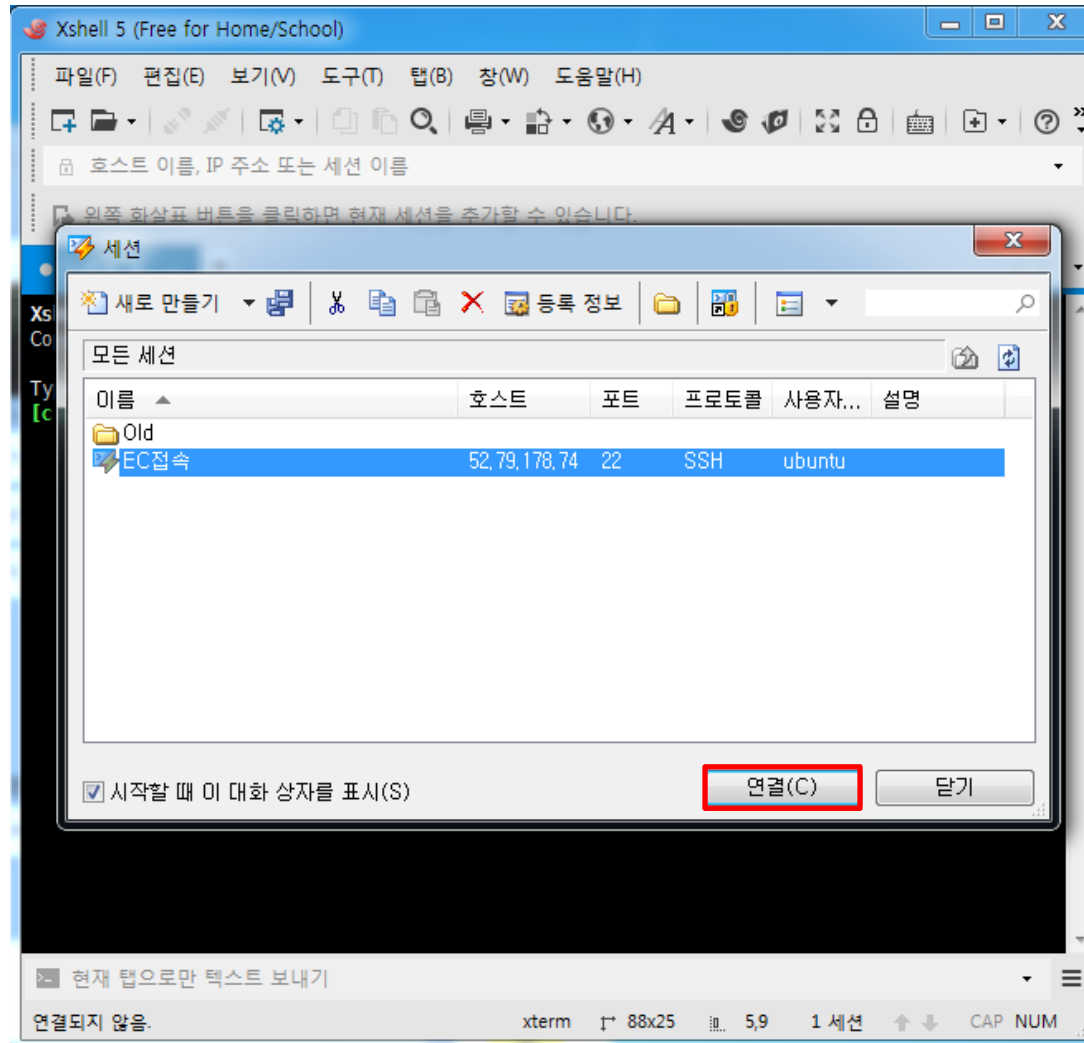 Xshell 5 (Free for Home/School)
파일(F) 편집(E) 보기(V) 도구(T) 탭(B) 창(W) 도움말(H)
호스트 이름, IP 주소 또는 세션 이름
왼쪽 화살표 버튼을 클릭하면 현재 세션을 추가할 수 있습니다.
세션
새로 만들기 등록 정보
Xs
Co
모든 세션
Ty
[c
이름 호스트 포트 프로토콜 사용자... 설명
Old
EC접속 52,79,178,74 22 SSH ubuntu
시작할 때 이 대화 상자를 표시(S) 연결(C) 닫기
현재 탭으로만 텍스트 보내기
연결되지 않음. xterm 88x25 5,9 1 세션 CAP NUM